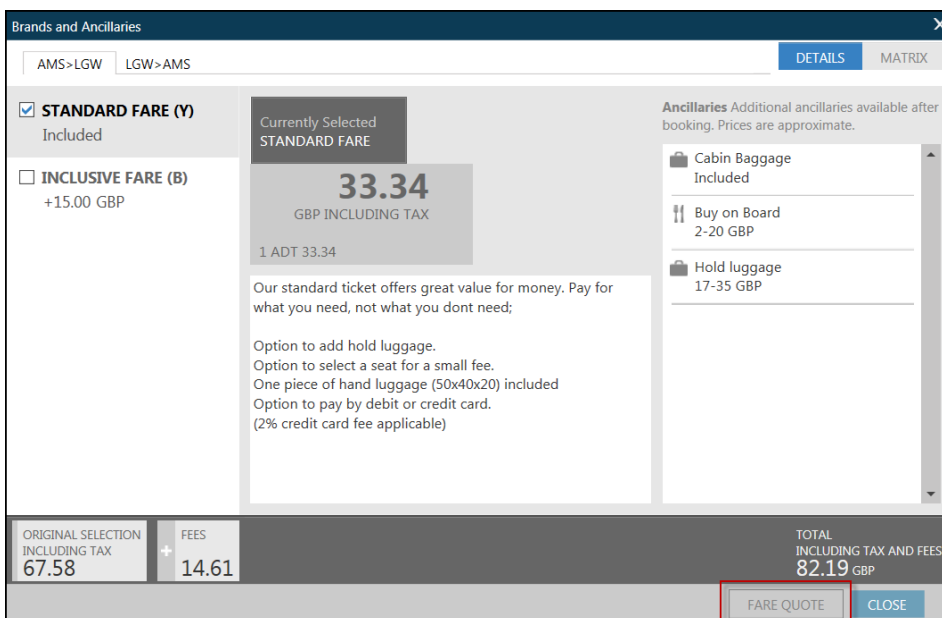 Brands and Ancillaries
X
AMS>LGW
LGW>AMS
DETAILS
MATRIX
STANDARD FARE (Y)
Included
INCLUSIVE FARE (B)
+15.00 GBP
Currently Selected
STANDARD FARE
33.34
GBP INCLUDING TAX
1 ADT 33.34
Our standard ticket offers great value for money. Pay for
what you need, not what you dont need;
Option to add hold luggage.
Option to select a seat for a small fee.
One piece of hand luggage (50x40x20) included
Option to pay by debit or credit card.
(2% credit card fee applicable)
Ancillaries Additional ancillaries available after
booking. Prices are approximate.
Cabin Baggage
Included
Buy on Board
2-20 GBP
Hold luggage
17-35 GBP
ORIGINAL SELECTION
INCLUDING TAX
67.58
+
FEES
14.61
TOTAL
INCLUDING TAX AND FEES
82.19 GBP
FARE QUOTE
CLOSE